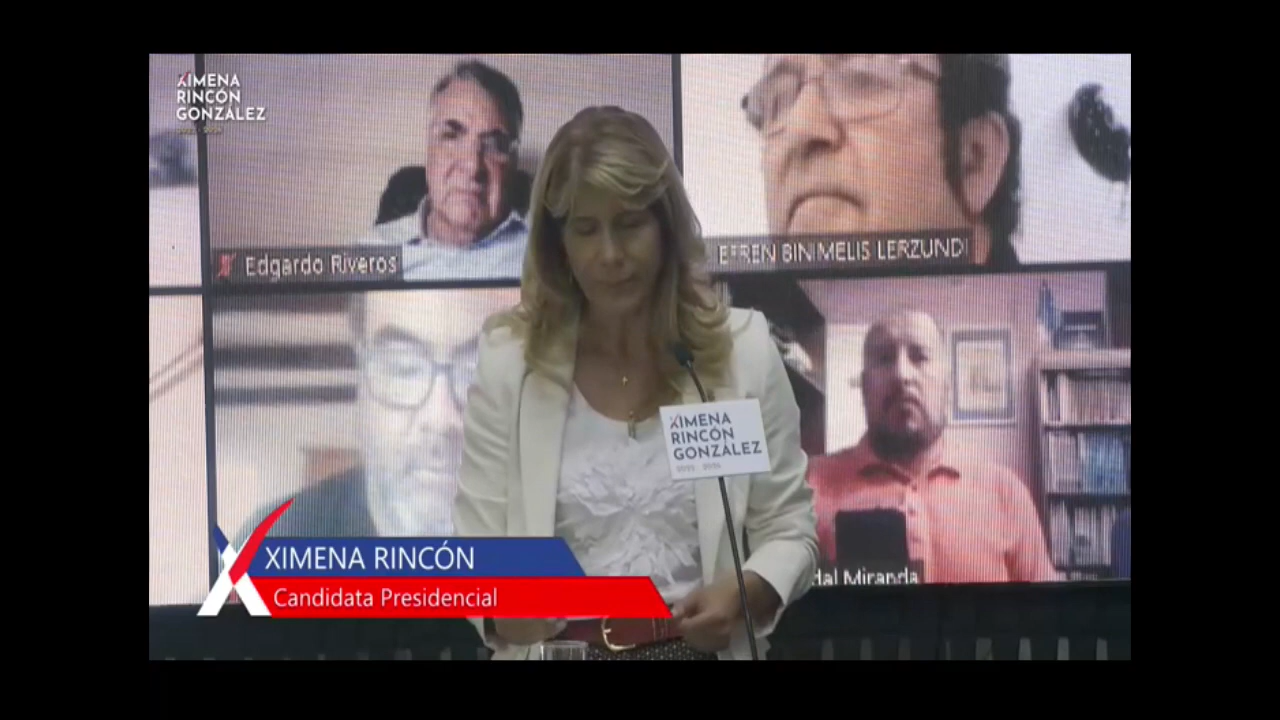 XIMENA
RINCÓN
GONZÁLEZ
Edgardo Riveros
EFREN BINIMELIS LERZUNDI
XIMENA
RINCÓN
GONZÁLEZ
dal Miranda
XIMENA RINCÓN
Candidata Presidencial